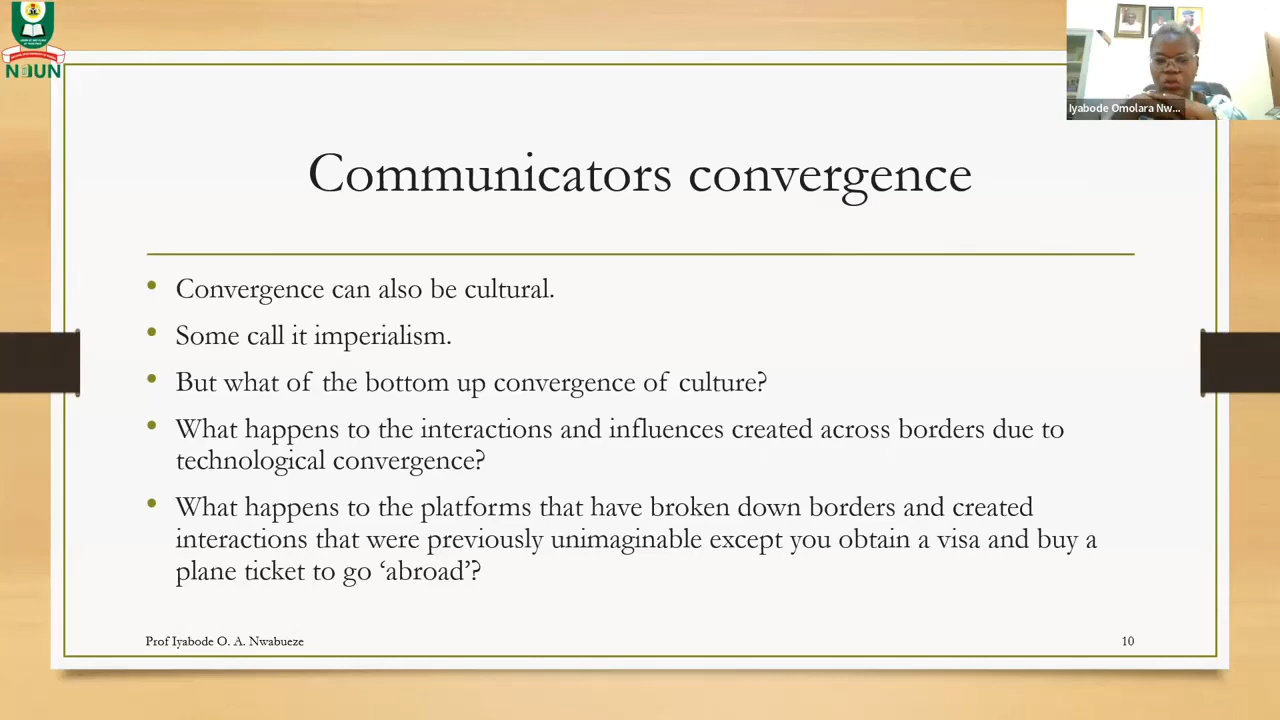 NOUN
Iyabode Omolara Nw...
Communicators convergence
• Convergence can also be cultural.
• Some call it imperialism.
• But what of the bottom up convergence of culture?
• What happens to the interactions and influences created across borders due to
technological convergence?
• What happens to the platforms that have broken down borders and created
interactions that were previously unimaginable except you obtain a visa and buy a
plane ticket to go ‘abroad’?
Prof Iyabode O. A. Nwabueze
10